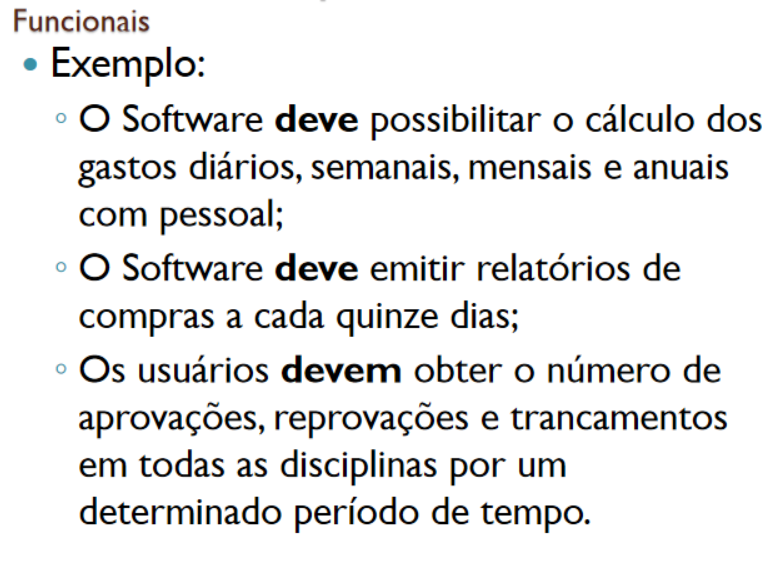 Funcionais
• Exemplo:
◦ O Software deve possibilitar o cálculo dos
gastos diários, semanais, mensais e anuais
com pessoal;
◦ O Software deve emitir relatórios de
compras a cada quinze dias;
◦ Os usuários devem obter o número de
aprovações, reprovações e trancamentos
em todas as disciplinas por um
determinado período de tempo.